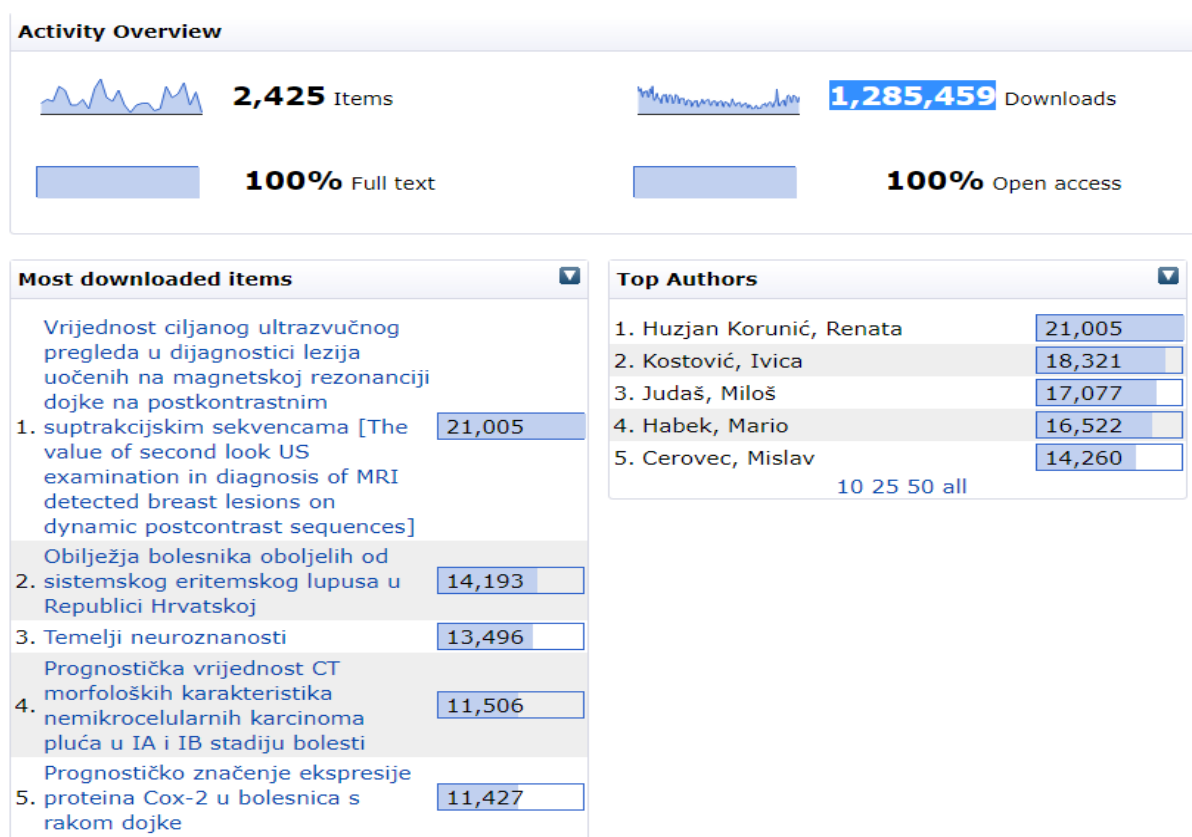 Activity Overview
2,425 Items
1,285,459 Downloads
100% Full text
100% Open access
Most downloaded items
Vrijednost ciljanog ultrazvučnog
pregleda u dijagnostici lezija
uočenih na magnetskoj rezonanciji
dojke na postkontrastnim
1. suptrakcijskim sekvencama [The 21,005
value of second look US
examination in diagnosis of MRI
detected breast lesions on
dynamic postcontrast sequences]
Obilježja bolesnika oboljelih od
2. sistemskog eritemskog lupusa u 14,193
Republici Hrvatskoj
3. Temelji neuroznanosti 13,496
Prognostička vrijednost CT
morfoloških karakteristika
4. nemikrocelularnih karcinoma 11,506
pluća u IA i IB stadiju bolesti
Prognostičko značenje ekspresije
5. proteina Cox-2 u bolesnica s 11,427
rakom dojke
Top Authors
1. Huzjan Korunić, Renata 21,005
2. Kostović, Ivica 18,321
3. Judaš, Miloš 17,077
4. Habek, Mario 16,522
5. Cerovec, Mislav 14,260
10 25 50 all